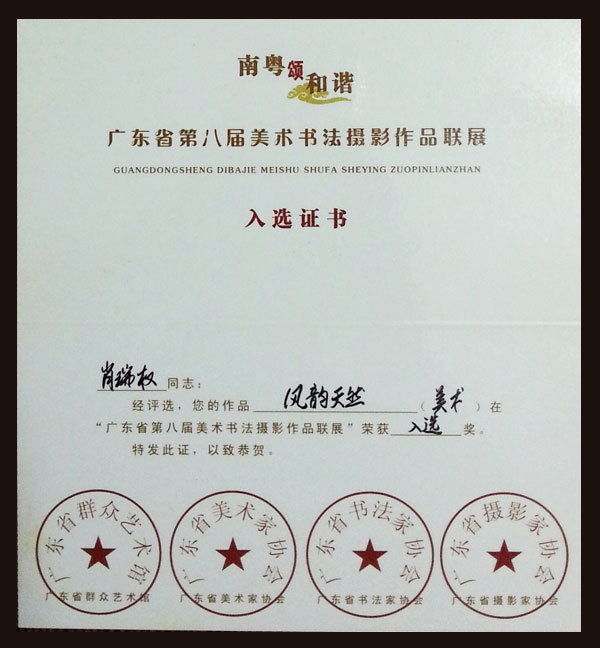 南粤颂和谐
广东省第八届美术书法摄影作品联展
GUANGDONGSHENG DIBAJIE MEISHU SHUFA SHEYING ZUOPINLIANZHAN
入选证书
肖瑞权同志：
经评选，您的作品 风韵天然（美术）在
“广东省第八届美术书法摄影作品联展”荣获 入选 奖。
特发此证，以致恭贺。
广东省群众艺术馆 广东省美术家协会 广东省书法家协会 广东省摄影家协会
广东省群众艺术馆 广东省美术家协会 广东省书法家协会 广东省摄影家协会